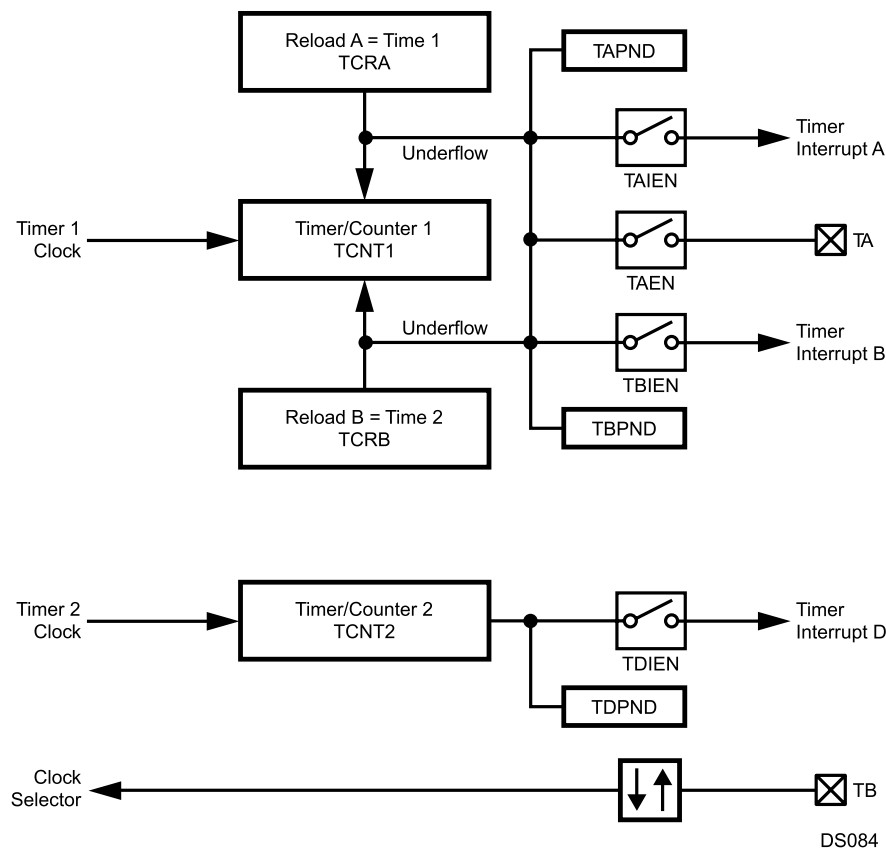 Reload A = Time 1
TCRA
TAPND
Underflow
TAIEN
Timer
Interrupt A
Timer 1
Clock
Timer/Counter 1
TCNT1
TAEN
TA
Underflow
TBIEN
Timer
Interrupt B
Reload B = Time 2
TCRB
TBPND
Timer 2
Clock
Timer/Counter 2
TCNT2
TDIEN
Timer
Interrupt D
TDPND
Clock
Selector
TB
DS084